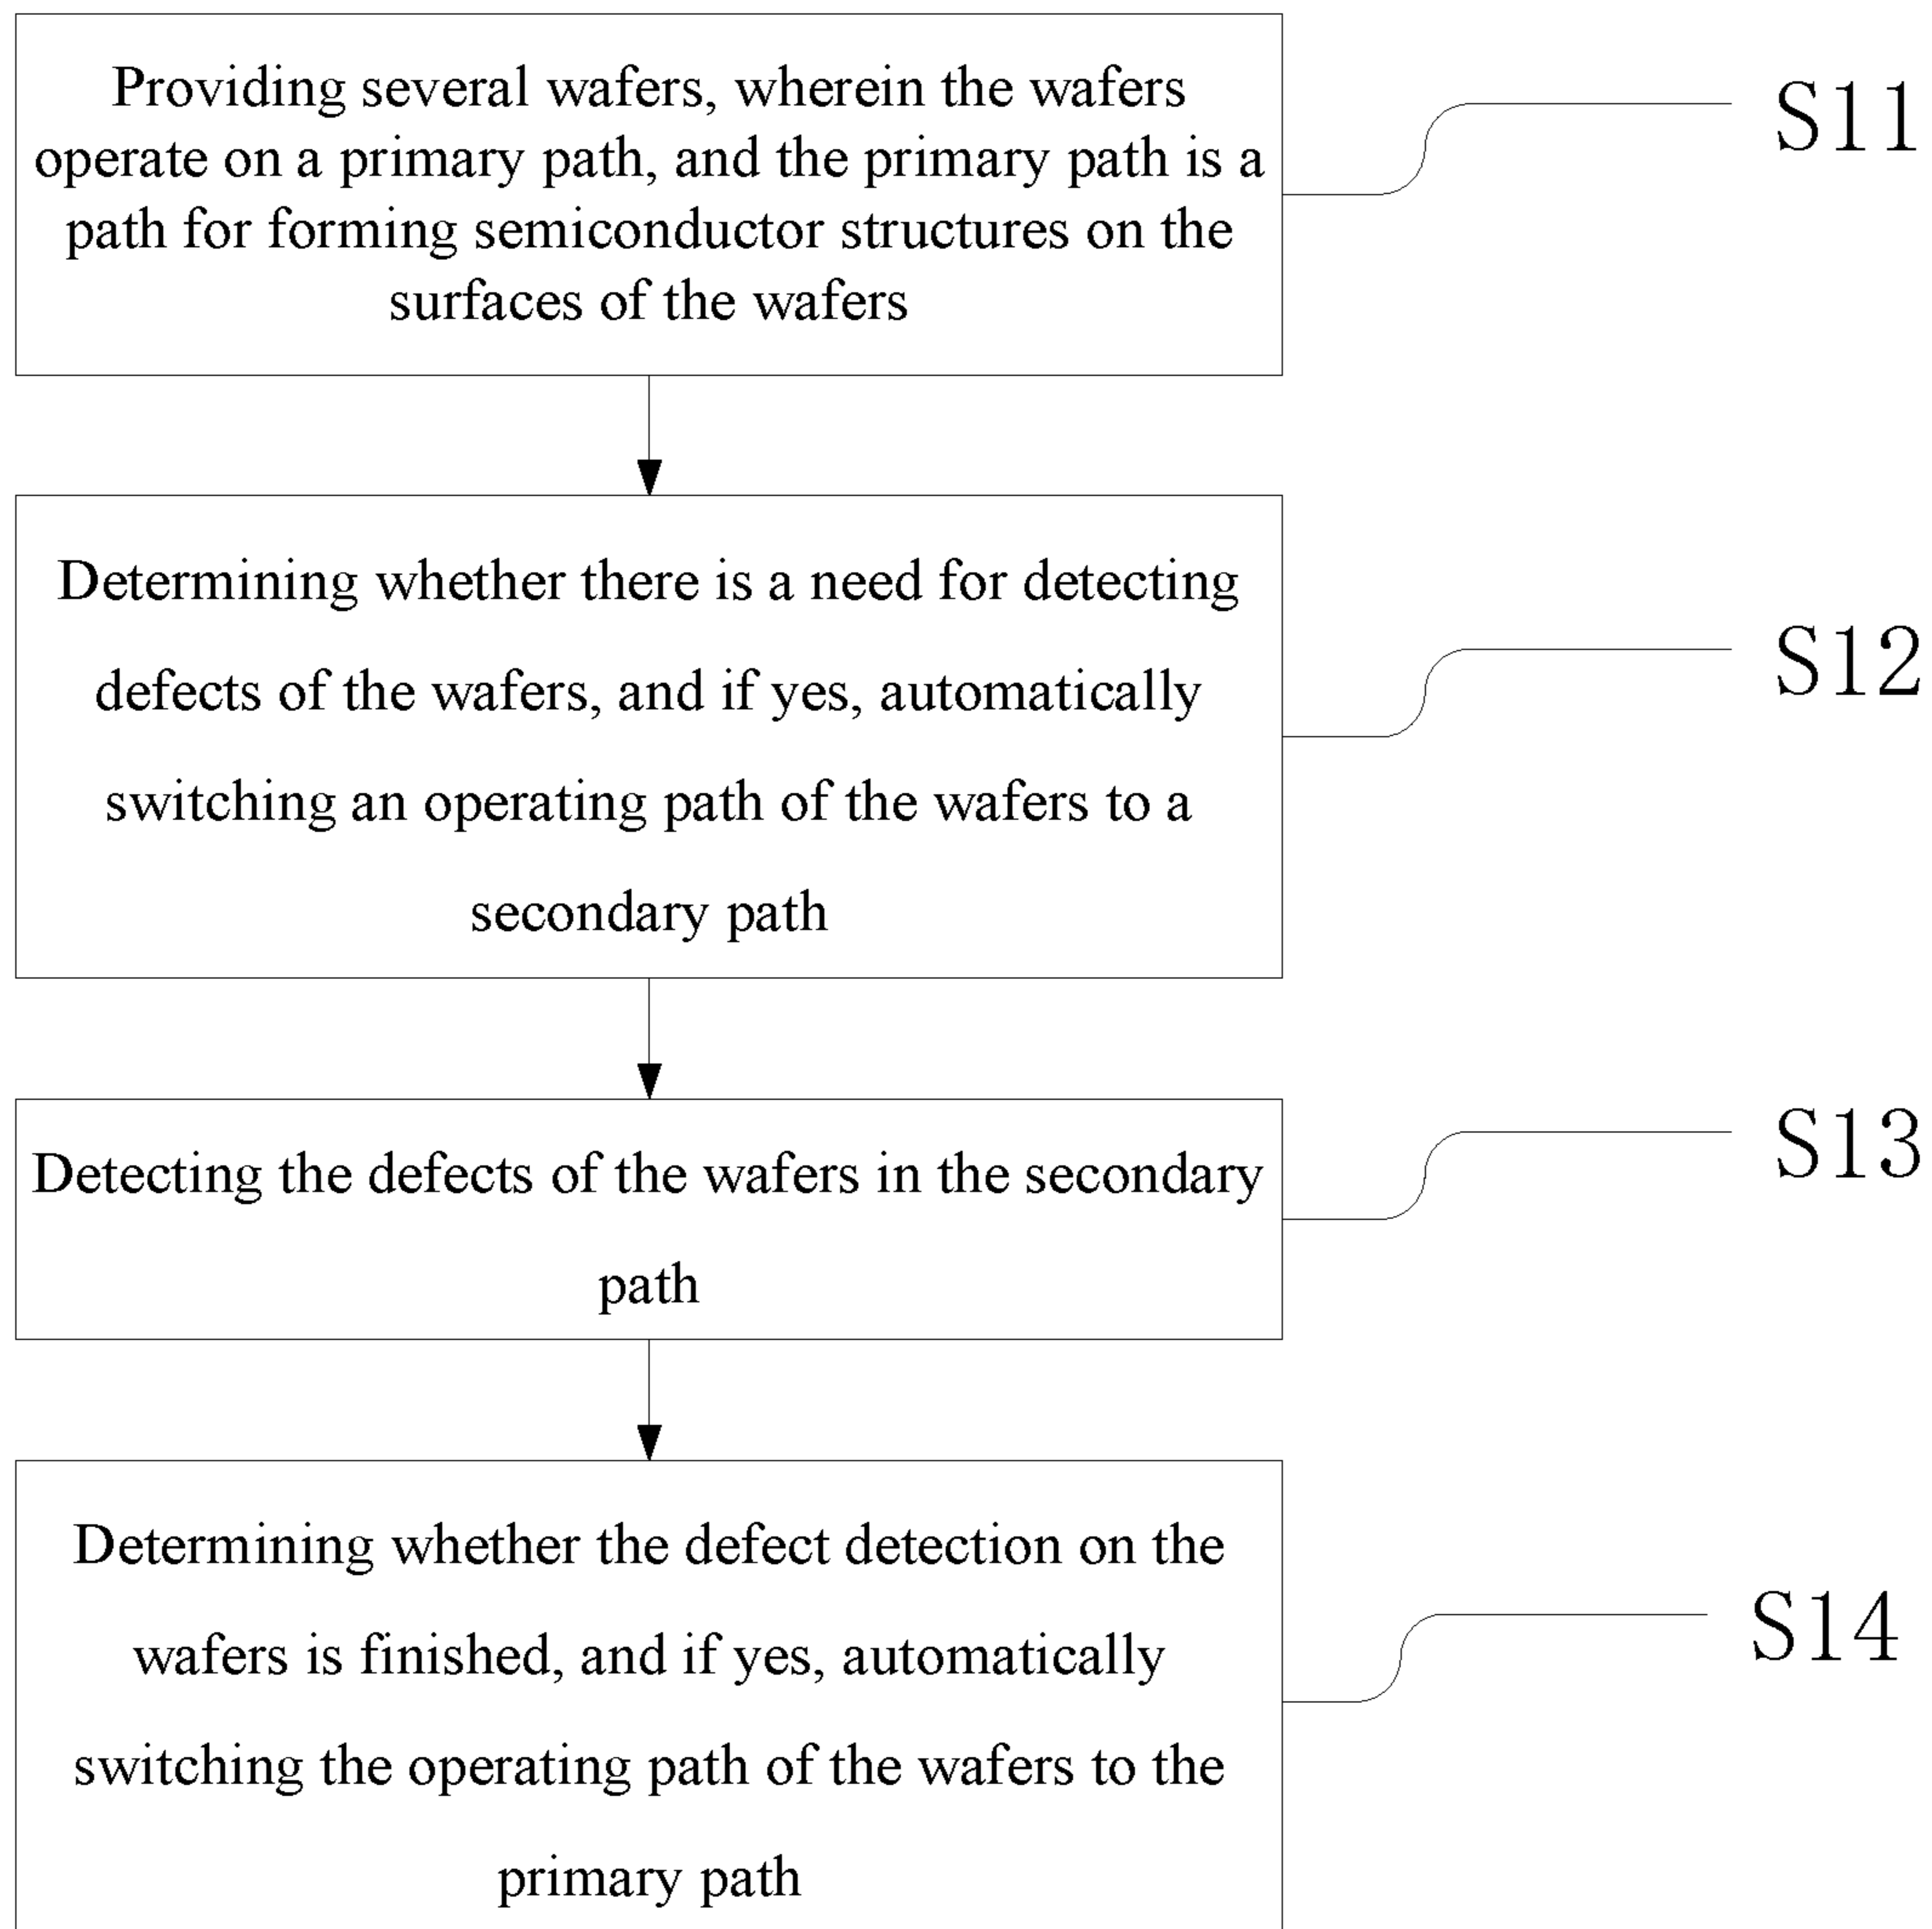 Providing several wafers, wherein the wafers
operate on a primary path, and the primary path is a
path for forming semiconductor structures on the
surfaces of the wafers
S11
Determining whether there is a need for detecting
defects of the wafers, and if yes, automatically
switching an operating path of the wafers to a
secondary path
S12
Detecting the defects of the wafers in the secondary
path
S13
Determining whether the defect detection on the
wafers is finished, and if yes, automatically
switching the operating path of the wafers to the
primary path
S14